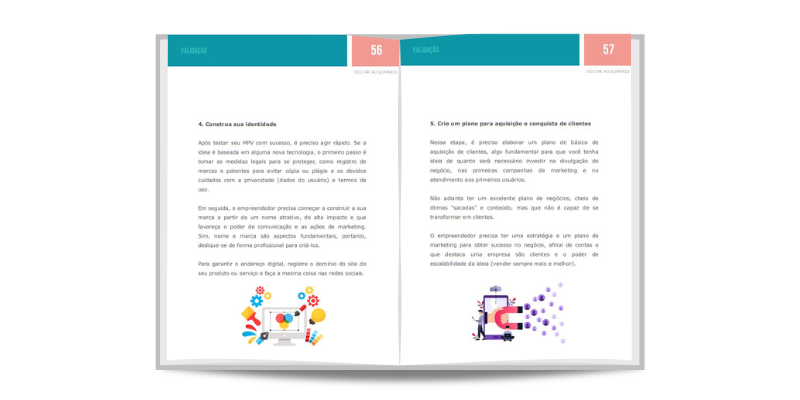 VALIDAÇÃO
56
VOLTAR AO SUMÁRIO
4. Construa sua identidade
Após testar seu MPV com sucesso, é preciso agir rápido. Se a
ideia é baseada em alguma nova tecnologia, o primeiro passo é
tomar as medidas legais para se proteger, como registro de
marcas e patentes para evitar cópia ou plágio e os devidos
cuidados com a privacidade (dados do usuário) e termos de
uso.
Em seguida, o empreendedor precisa começar a construir a sua
marca a partir de um nome atrativo, de alto impacto e que
favoreça o poder de comunicação e as ações de marketing.
Sim, nome e marca são aspectos fundamentais, portanto,
dedique-se de forma profissional para criá-los.
Para garantir o endereço digital, registre o domínio do site do
seu produto ou serviço e faça a mesma coisa nas redes sociais.
VALIDAÇÃO
57
VOLTAR AO SUMÁRIO
5. Crie um plano para aquisição e conquista de clientes
Nessa etapa, é preciso elaborar um plano de básico de
aquisição de clientes, algo fundamental para que você tenha
ideia de quanto será necessário investir na divulgação do
negócio, nas primeiras campanhas de marketing e no
atendimento aos primeiros usuários.
Não adianta ter um excelente plano de negócios, cheio de
ótimas "sacadas" e conteúdo, mas que não é capaz de se
transformar em clientes.
O empreendedor precisa ter uma estratégia e um plano de
marketing para obter sucesso no negócio, afinal de contas o
que destaca uma empresa são clientes e o poder de
escalabilidade da ideia (vender sempre mais e melhor).